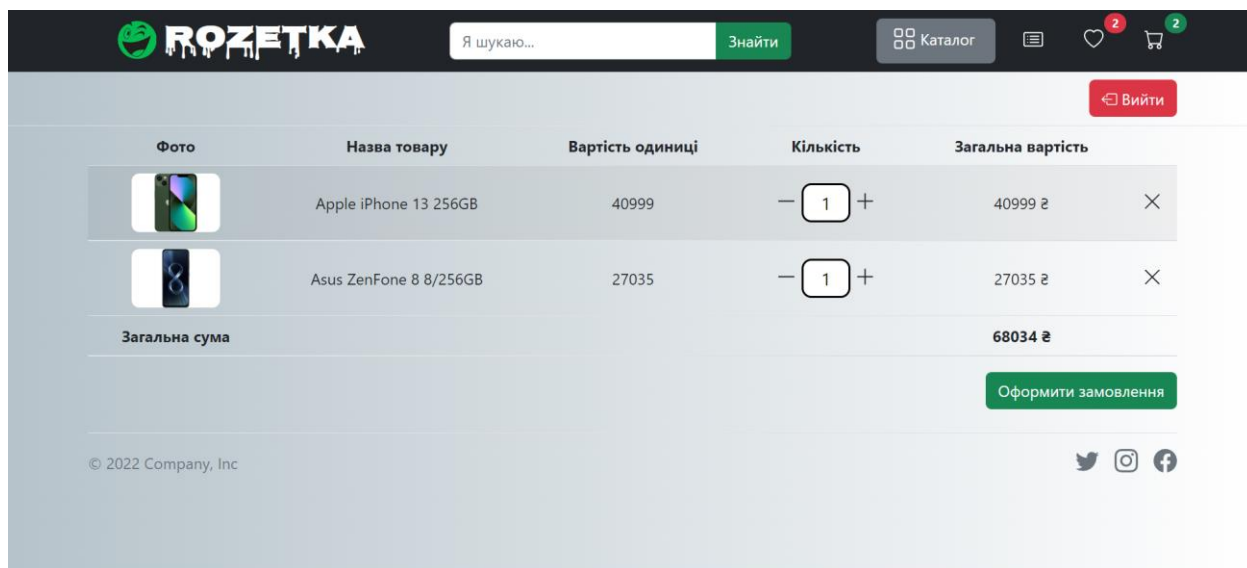 ROZETKA Я шукаю... Знайти Каталог 2 2
Вийти
Фото Назва товару Вартість одиниці Кількість Загальна вартість
Apple iPhone 13 256GB 40999 1 40999 ₴
Asus ZenFone 8 8/256GB 27035 1 27035 ₴
Загальна сума 68034 ₴
Оформити замовлення
© 2022 Company, Inc